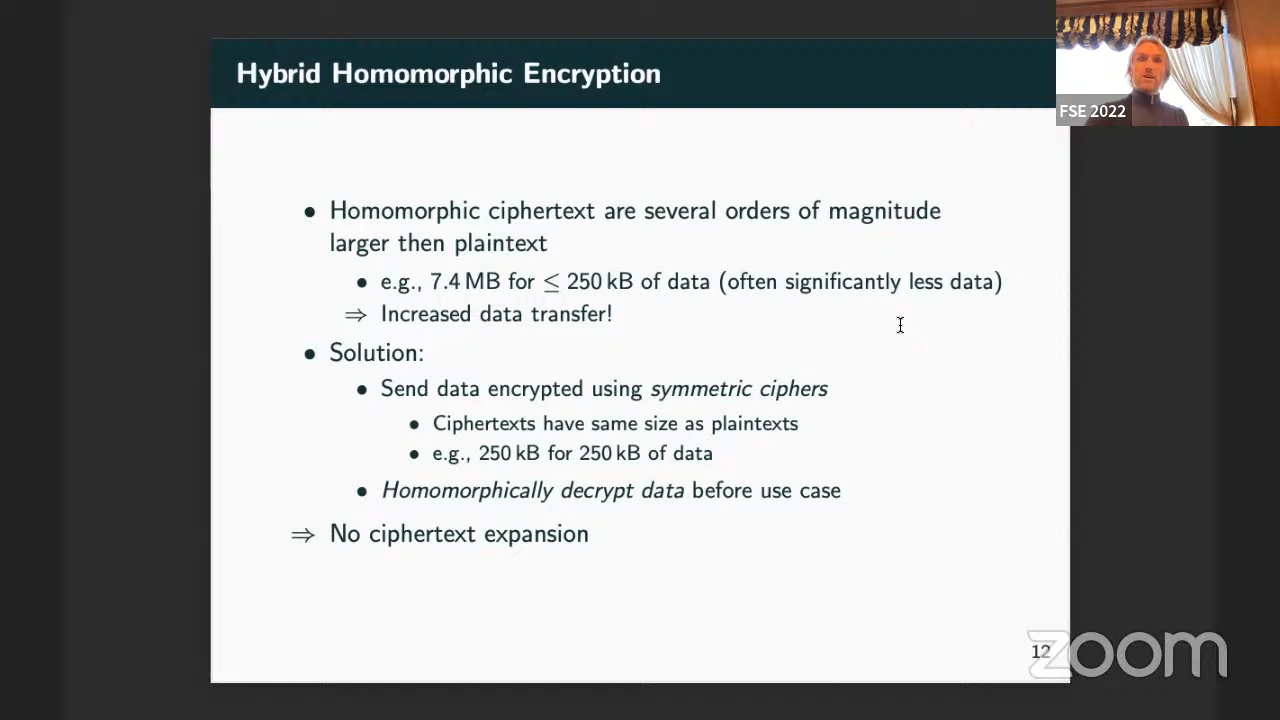 Hybrid Homomorphic Encryption
FSE 2022
• Homomorphic ciphertext are several orders of magnitude
larger then plaintext
• e.g., 7.4 MB for ≤ 250 kB of data (often significantly less data)
⇒ Increased data transfer!
• Solution:
• Send data encrypted using symmetric ciphers
• Ciphertexts have same size as plaintexts
• e.g., 250 kB for 250 kB of data
• Homomorphically decrypt data before use case
⇒ No ciphertext expansion
12
zoom